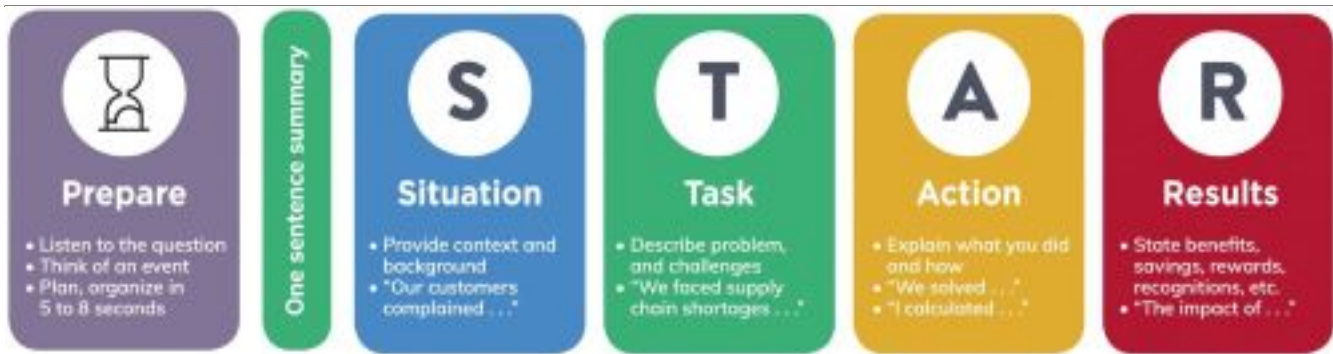 Prepare
• Listen to the question
• Think of an event
• Plan, organize in
5 to 8 seconds
One sentence summary
S
Situation
• Provide context and
background
• "Our customers
complained . . ."
T
Task
• Describe problem,
and challenges
• "We faced supply
chain shortages . . ."
A
Action
• Explain what you did
and how
• "We solved . . ."
• "I calculated . . ."
R
Results
• State benefits,
savings, rewards,
recognitions, etc.
• "The impact of . . ."